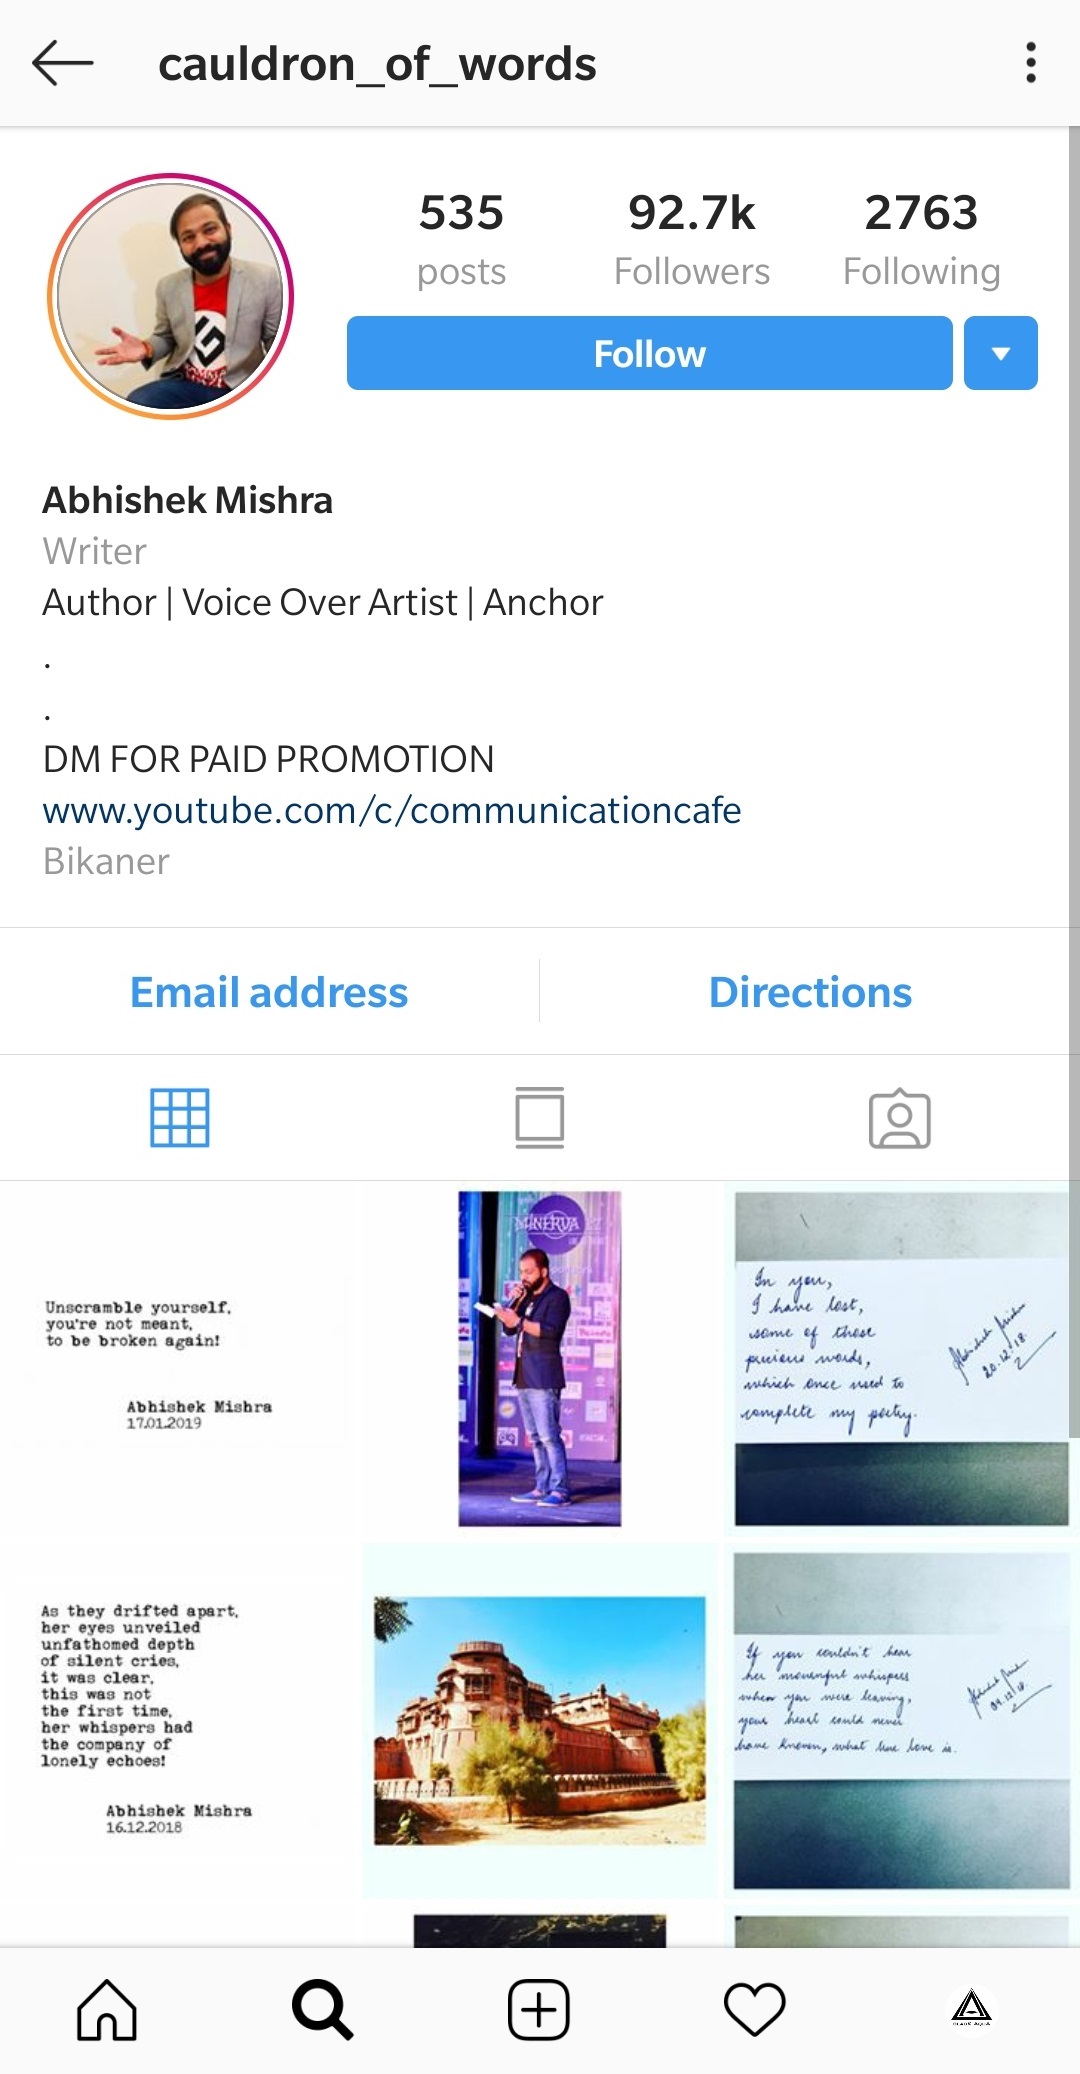 cauldron_of_words
535
posts
92.7k
Followers
2763
Following
Follow
Abhishek Mishra
Writer
Author | Voice Over Artist | Anchor
.
.
DM FOR PAID PROMOTION
www.youtube.com/c/communicationcafe
Bikaner
Email address
Directions
Unscramble yourself,
you're not meant,
to be broken again!
Abhishek Mishra
17.01.2019
MINERVA
In you,
I have lost,
some of those
precious words,
which once used to
complete my poetry.
Abhishek Mishra
20.12.18
As they drifted apart,
her eyes unveiled
unfathomed depth
of silent cries,
it was clear,
this was not
the first time,
her whispers had
the company of
lonely echoes!
Abhishek Mishra
16.12.2018
If you couldn't hear
her mournful whispers
when you were leaving,
your heart could never
have known, what true love is.
Abhishek Mishra